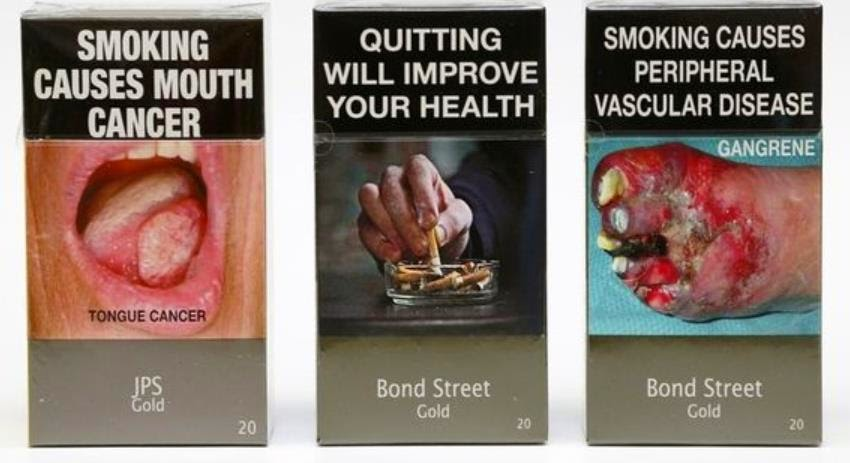 SMOKING
CAUSES MOUTH
CANCER
TONGUE CANCER
JPS
Gold
20
QUITTING
WILL IMPROVE
YOUR HEALTH
Bond Street
Gold
20
SMOKING CAUSES
PERIPHERAL
VASCULAR DISEASE
GANGRENE
Bond Street
Gold
20